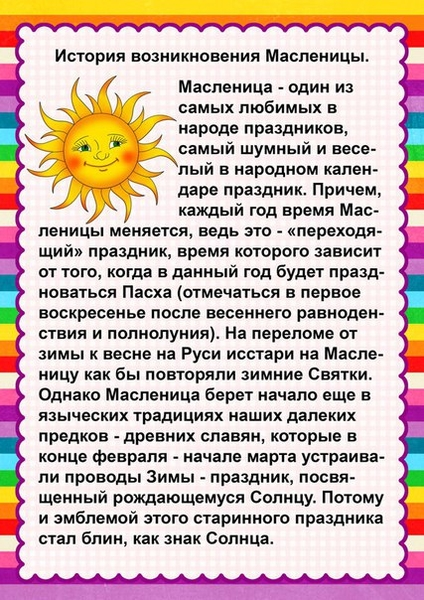 История возникновения Масленицы.
Масленица - один из
самых любимых в
народе праздников,
самый шумный и весе-
лый в народном кален-
даре праздник. Причем,
каждый год время Мас-
леницы меняется, ведь это - «переходя-
щий» праздник, время которого зависит
от того, когда в данный год будет празд-
новаться Пасха (отмечаться в первое
воскресенье после весеннего равноден-
ствия и полнолуния). На переломе от
зимы к весне на Руси исстари на Масле-
ницу как бы повторяли зимние Святки.
Однако Масленица берет начало еще в
языческих традициях наших далеких
предков - древних славян, которые в
конце февраля - начале марта устраива-
ли проводы Зимы - праздник, посвя-
щенный рождающемуся Солнцу. Потому
и эмблемой этого старинного праздника
стал блин, как знак Солнца.